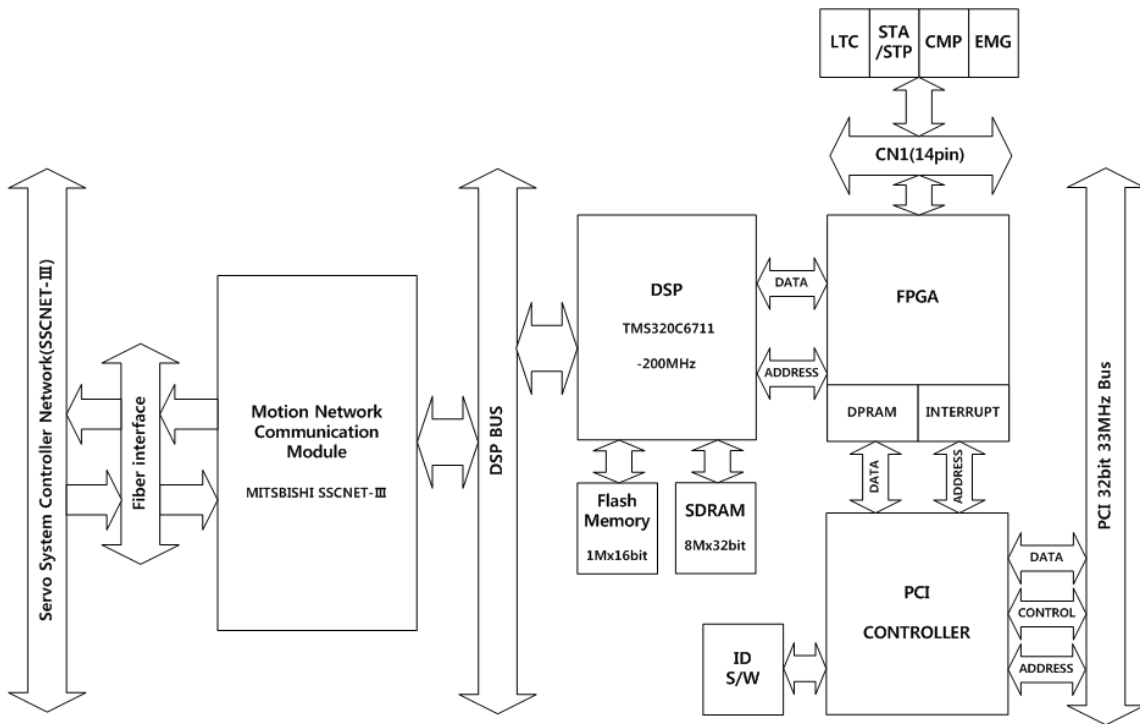 LTC
STA
/STP
CMP
EMG
CN1(14pin)
Servo System Controller Network(SSCNET-Ⅲ)
Fiber interface
Motion Network
Communication
Module
MITSBISHI SSCNET-Ⅲ
DSP BUS
DSP
TMS320C6711
-200MHz
DATA
ADDRESS
FPGA
DPRAM
INTERRUPT
Flash
Memory
1Mx16bit
SDRAM
8Mx32bit
DATA
ADDRESS
PCI
CONTROLLER
ID
S/W
DATA
CONTROL
ADDRESS
PCI 32bit 33MHz Bus